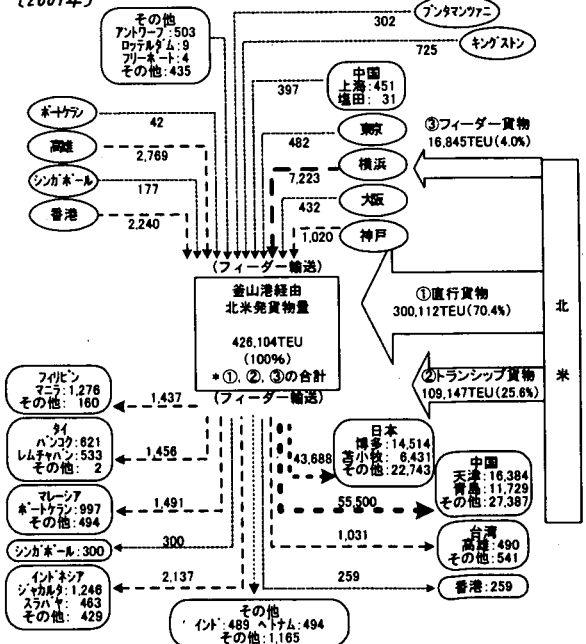 (2001年)
その他
アントワープ:503
ロッテルダム:9
フリーポート:4
その他:435
302
ブンタマンツァニ
725
キングストン
397
中国
上海:451
塩田: 31
ポートケラン
42
高雄
2,769
シンガポール
177
香港
2,240
482
東京
7,223
横浜
432
大阪
1,020
神戸
③フィーダー貨物
16,845TEU(4.0%)
(フィーダー輸送)
釜山港経由
北米発貨物量
426,104TEU
(100%)
*①,②,③の合計
(フィーダー輸送)
①直行貨物
300,112TEU(70.4%)
②トランシップ貨物
109,147TEU(25.6%)
北
米
フィリピン
マニラ:1,276
その他: 160
1,437
タイ
バンコク:621
レムチャバン:533
その他: 2
1,456
マレーシア
ポートケラン:997
その他:494
1,491
シンガポール:300
300
インドネシア
ジャカルタ:1,246
スラバヤ: 463
その他: 429
2,137
その他
インド:489 ベトナム:494
その他:1,165
43,688
日本
博多:14,514
苫小牧: 6,431
その他:22,743
55,500
中国
天津:16,384
青島:11,729
その他:27,387
1,031
台湾
高雄:490
その他:541
259
香港:259